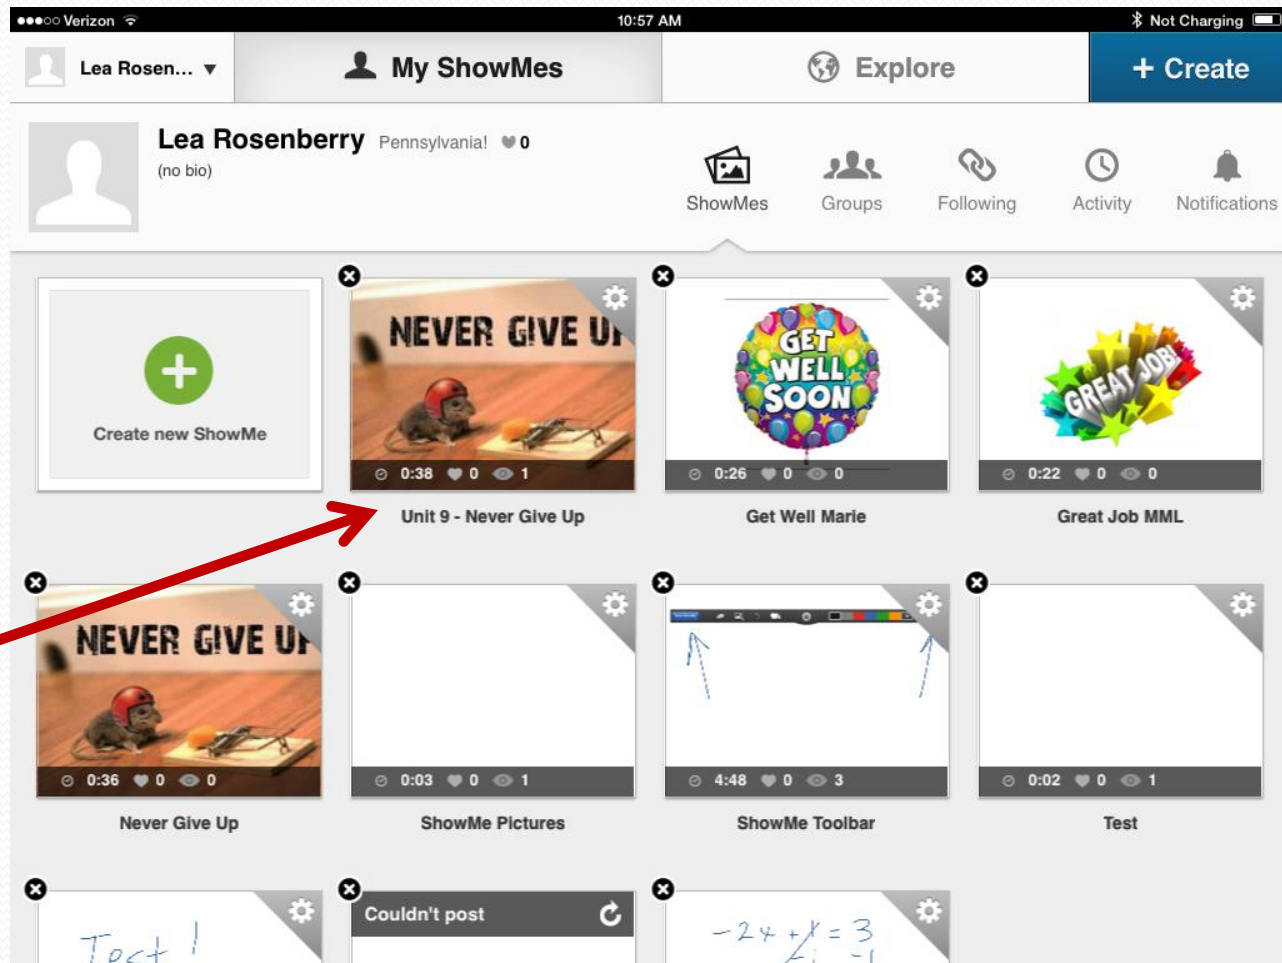 Verizon 10:57 AM Not Charging
Lea Rosen... My ShowMes Explore + Create
Lea Rosenberry Pennsylvania! 0
(no bio)
ShowMes Groups Following Activity Notifications
NEVER GIVE UP
GET
WELL
SOON
GREAT JOB!
Create new ShowMe
0:38 0 1
0:26 0 0
0:22 0 0
Unit 9 - Never Give Up
Get Well Marie
Great Job MML
NEVER GIVE UP
0:36 0 0
0:03 0 1
4:48 0 3
0:02 0 1
Never Give Up
ShowMe Pictures
ShowMe Toolbar
Test
Test 1
Couldn't post
-2x + 1 = 3